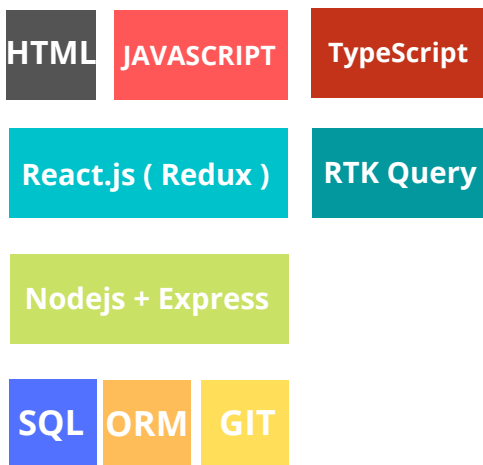 HTML
JAVASCRIPT
TypeScript
React.js ( Redux )
RTK Query
Nodejs + Express
SQL
ORM
GIT